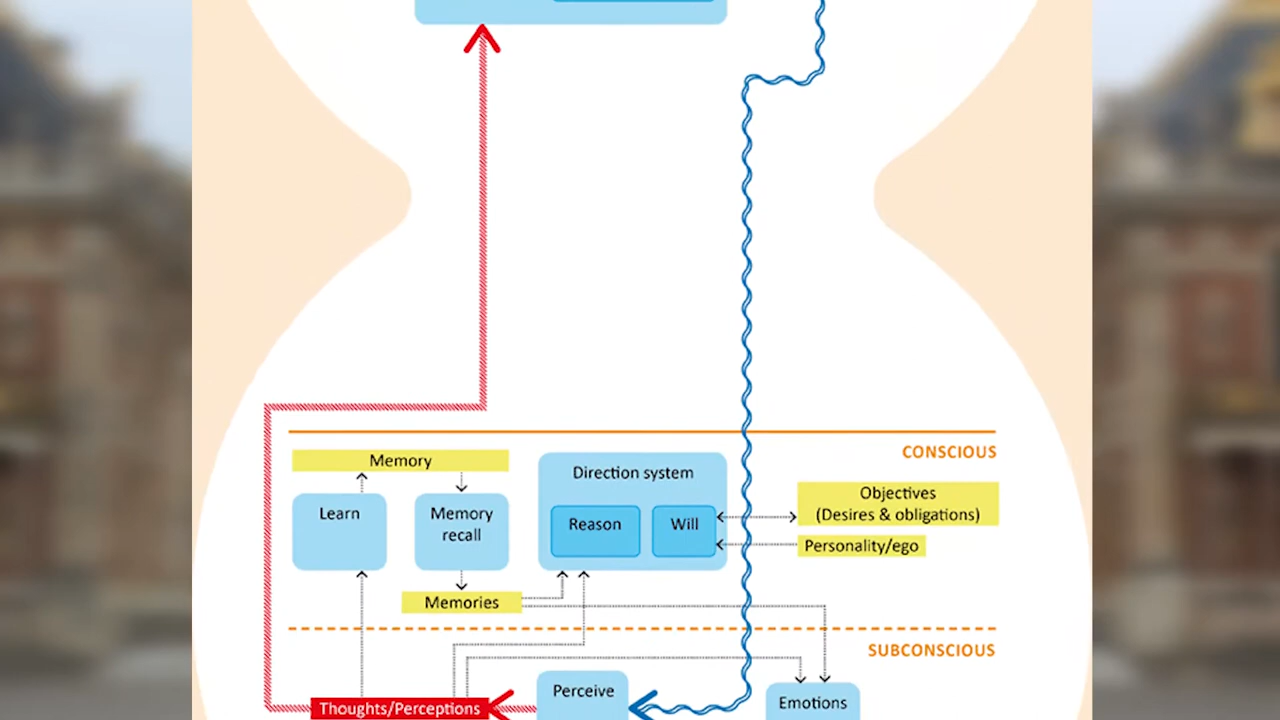 CONSCIOUS
Memory
Direction system
Learn
Memory
recall
Reason
Will
Objectives
(Desires & obligations)
Personality/ego
Memories
SUBCONSCIOUS
Perceive
Emotions
Thoughts/Perceptions